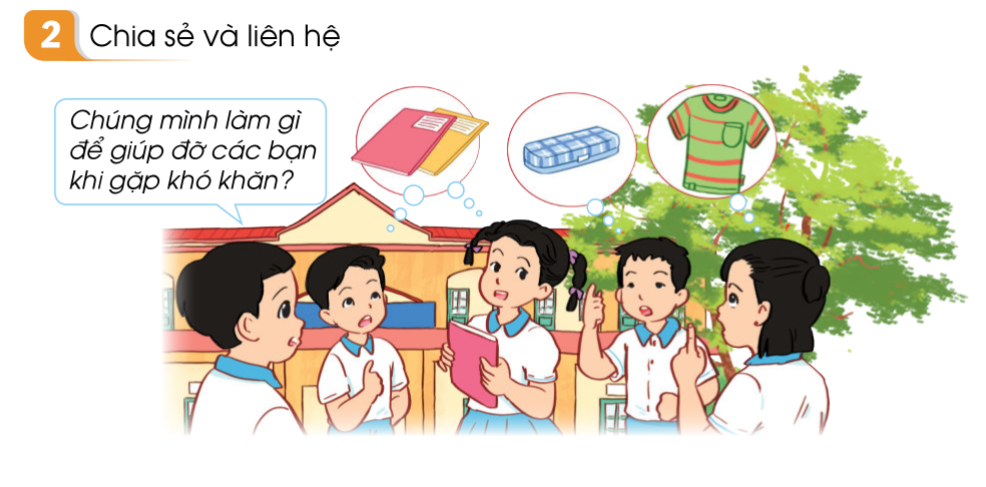 2 Chia sẻ và liên hệ
Chúng mình làm gì
để giúp đỡ các bạn
khi gặp khó khăn?